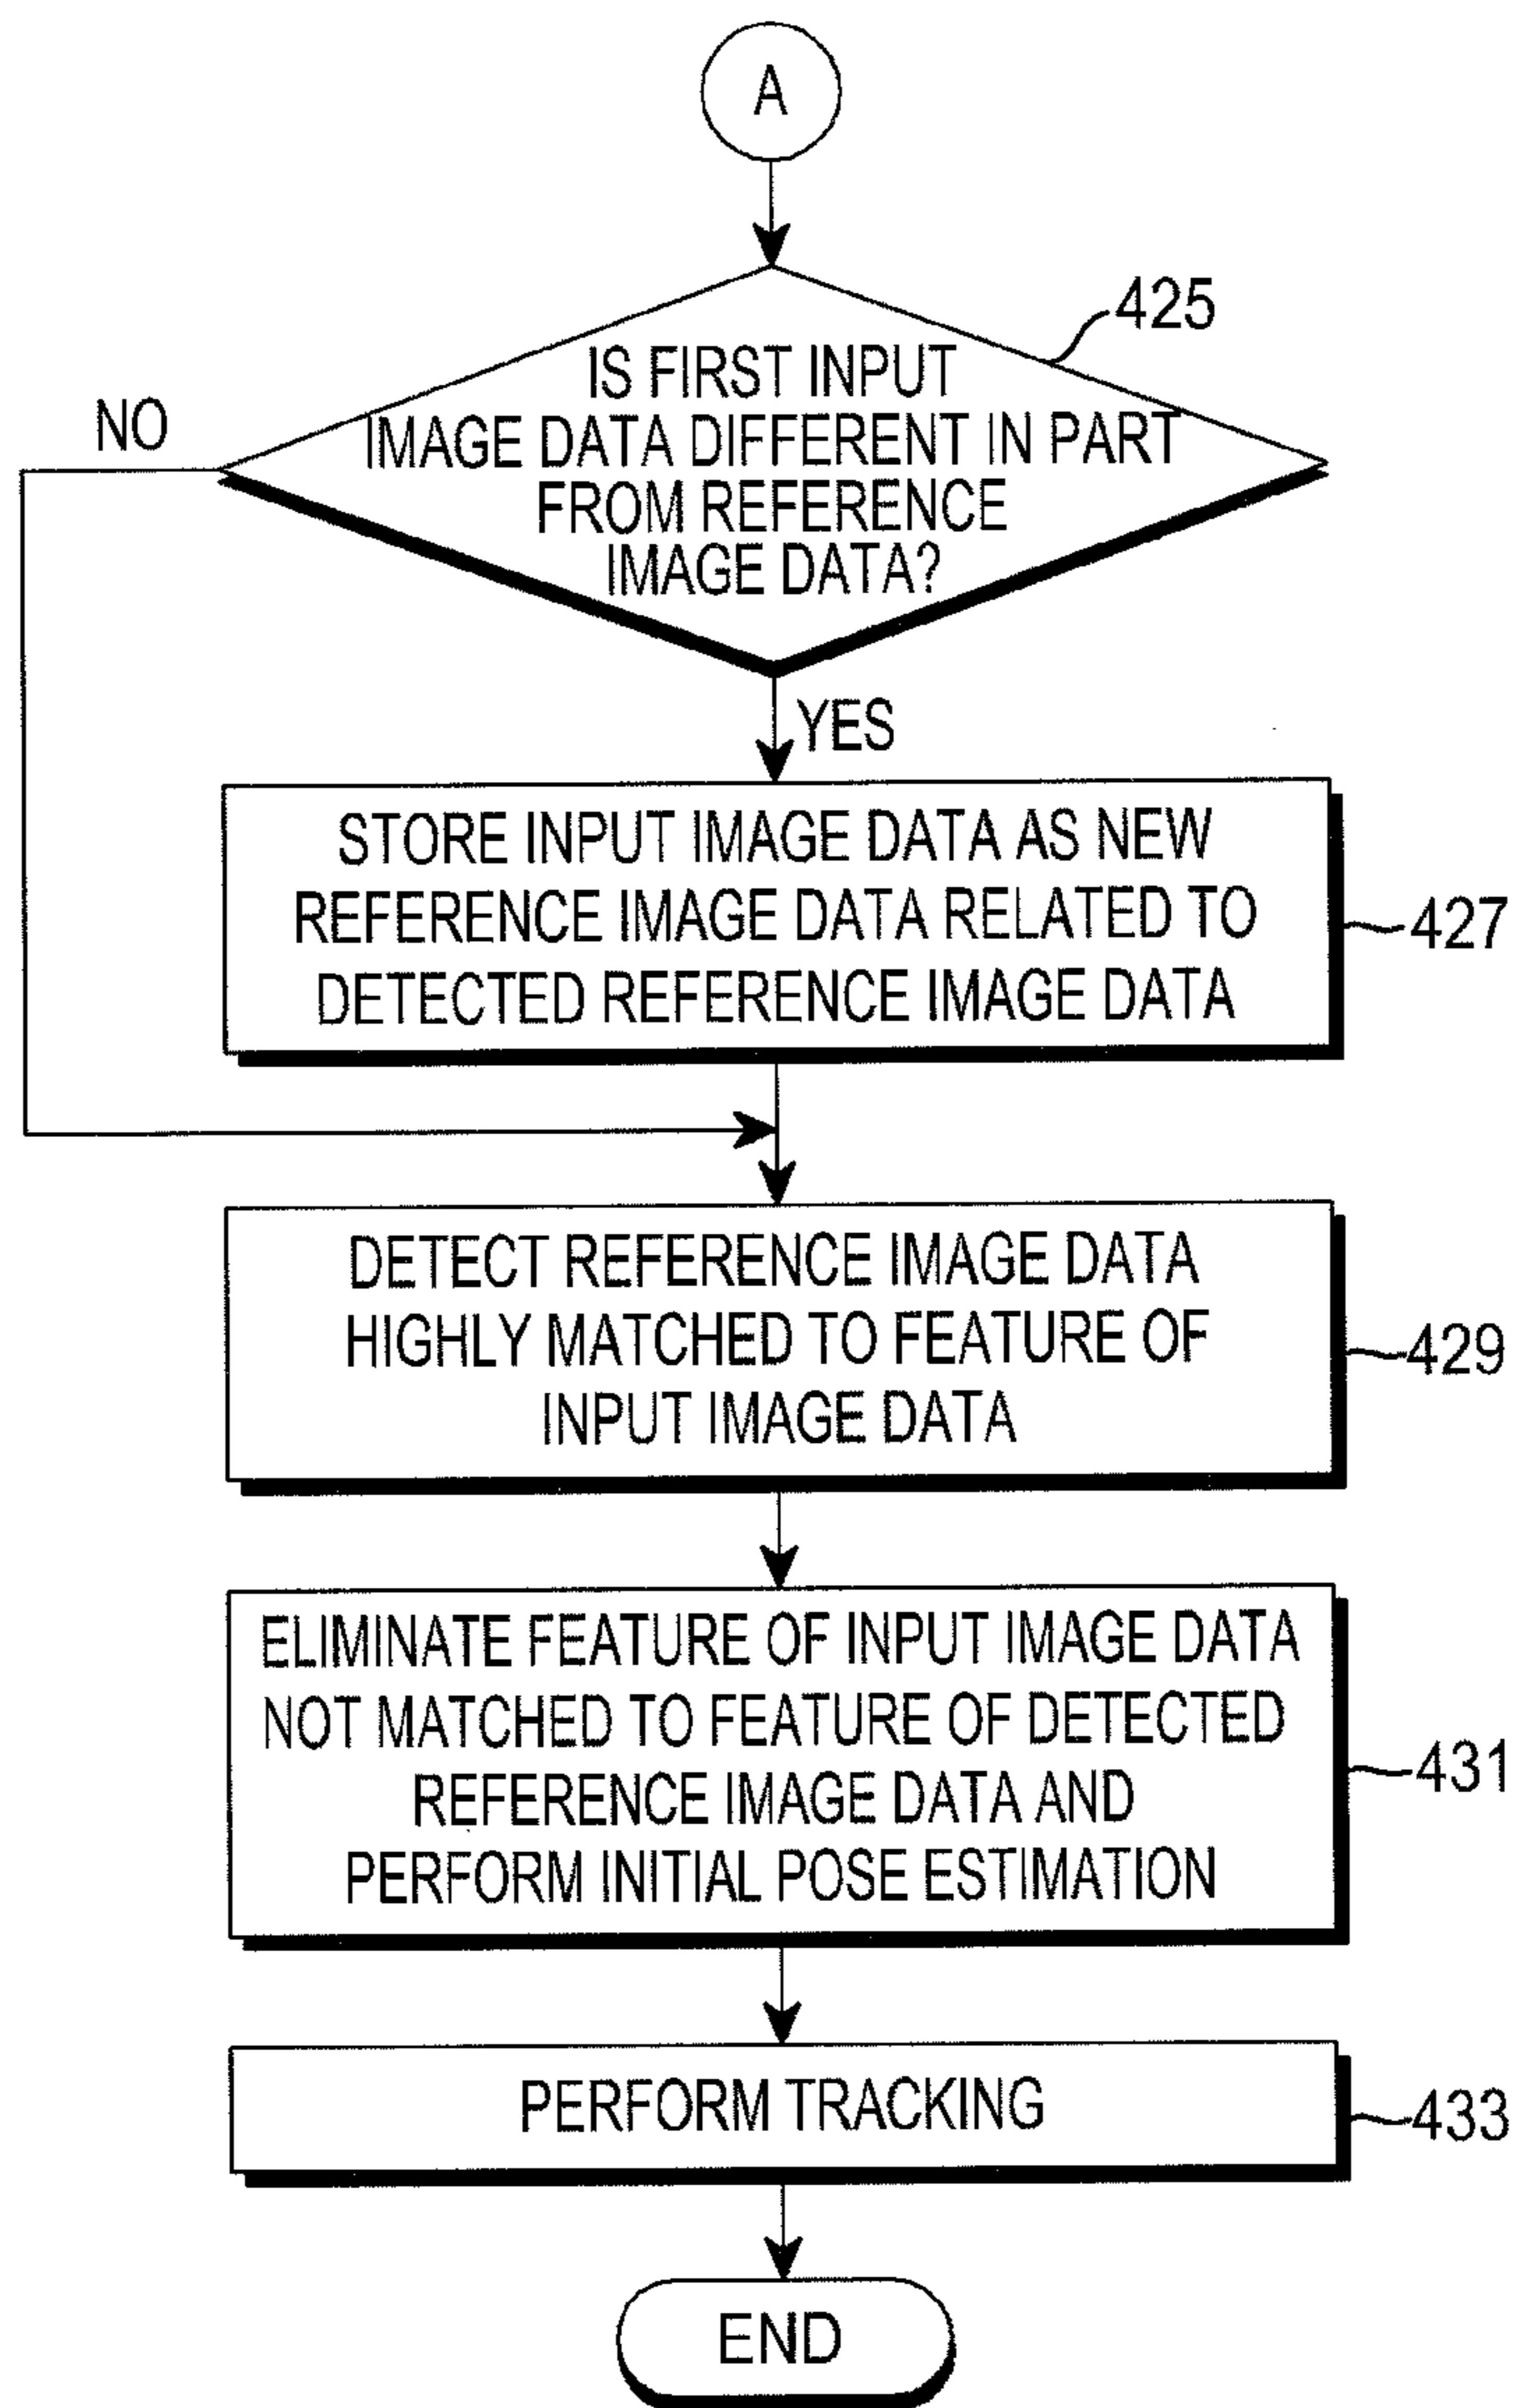 A
425
IS FIRST INPUT
IMAGE DATA DIFFERENT IN PART
FROM REFERENCE
IMAGE DATA?
NO
YES
STORE INPUT IMAGE DATA AS NEW
REFERENCE IMAGE DATA RELATED TO
DETECTED REFERENCE IMAGE DATA
427
DETECT REFERENCE IMAGE DATA
HIGHLY MATCHED TO FEATURE OF
INPUT IMAGE DATA
429
ELIMINATE FEATURE OF INPUT IMAGE DATA
NOT MATCHED TO FEATURE OF DETECTED
REFERENCE IMAGE DATA AND
PERFORM INITIAL POSE ESTIMATION
431
PERFORM TRACKING
433
END